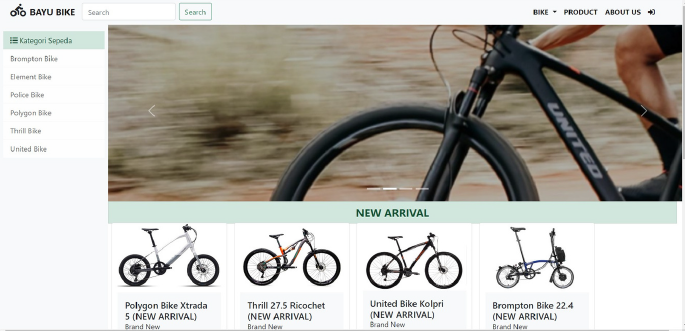 BAYU BIKE
Search
Search
BIKE
PRODUCT
ABOUT US
Kategori Sepeda
Brompton Bike
Element Bike
Police Bike
Polygon Bike
Thrill Bike
United Bike
UNITED
NEW ARRIVAL
Polygon Bike Xtrada
5 (NEW ARRIVAL)
Brand New
Thrill 27.5 Ricochet
(NEW ARRIVAL)
Brand New
United Bike Kolpri
(NEW ARRIVAL)
Brand New
Brompton Bike 22.4
(NEW ARRIVAL)
Brand New